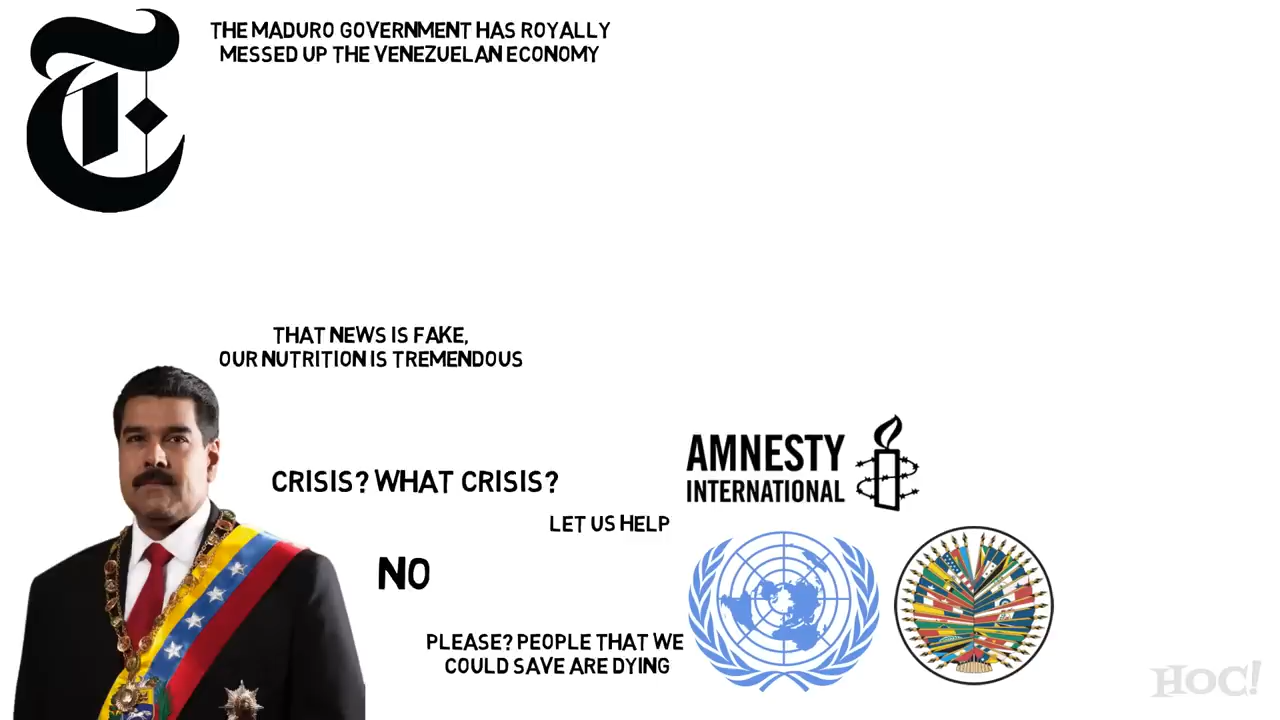 THE MADURO GOVERNMENT HAS ROYALLY
MESSED UP THE VENEZUELAN ECONOMY
THAT NEWS IS FAKE,
OUR NUTRITION IS TREMENDOUS
CRISIS? WHAT CRISIS?
AMNESTY
INTERNATIONAL
LET US HELP
NO
PLEASE? PEOPLE THAT WE
COULD SAVE ARE DYING
HOC!